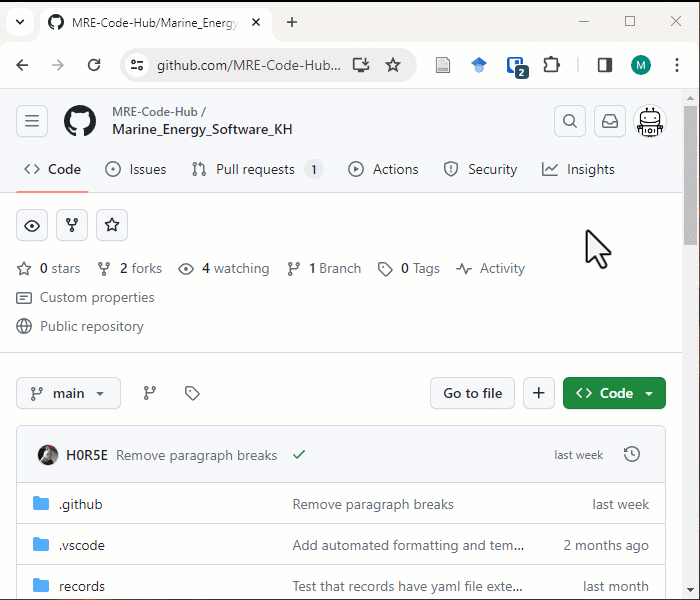 MRE-Code-Hub/Marine_Energy
github.com/MRE-Code-Hub...
2
M
MRE-Code-Hub /
Marine_Energy_Software_KH
Code Issues Pull requests 1 Actions Security Insights
0 stars 2 forks 4 watching 1 Branch 0 Tags Activity
Custom properties
Public repository
main Go to file Code
H0R5E Remove paragraph breaks last week
.github Remove paragraph breaks last week
.vscode Add automated formatting and tem... 2 months ago
records Test that records have yaml file exte... last month